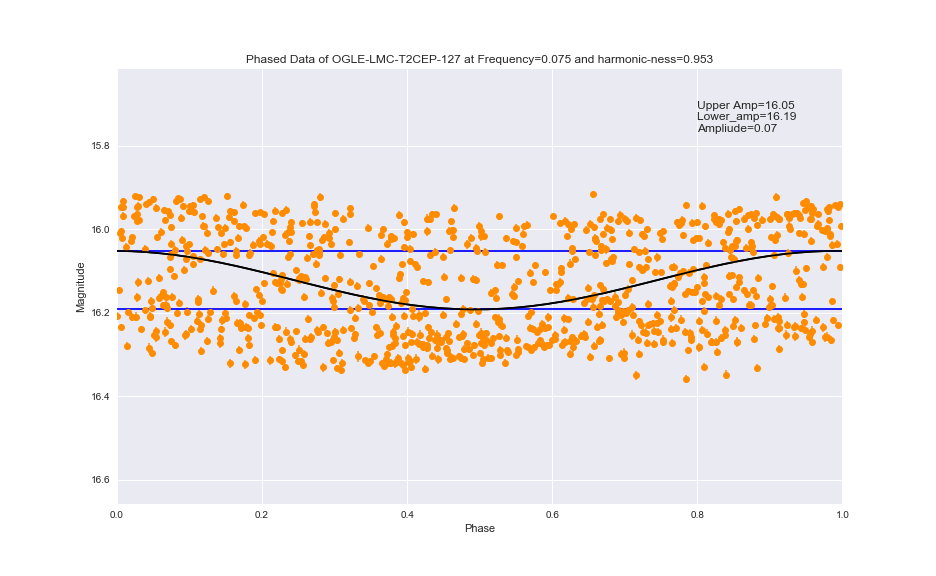 Phased Data of OGLE-LMC-T2CEP-127 at Frequency=0.075 and harmonic-ness=0.953
Upper Amp=16.05
Lower_amp=16.19
Ampliude=0.07
15.8
16.0
16.2
16.4
16.6
Magnitude
0.0
0.2
0.4
0.6
0.8
1.0
Phase